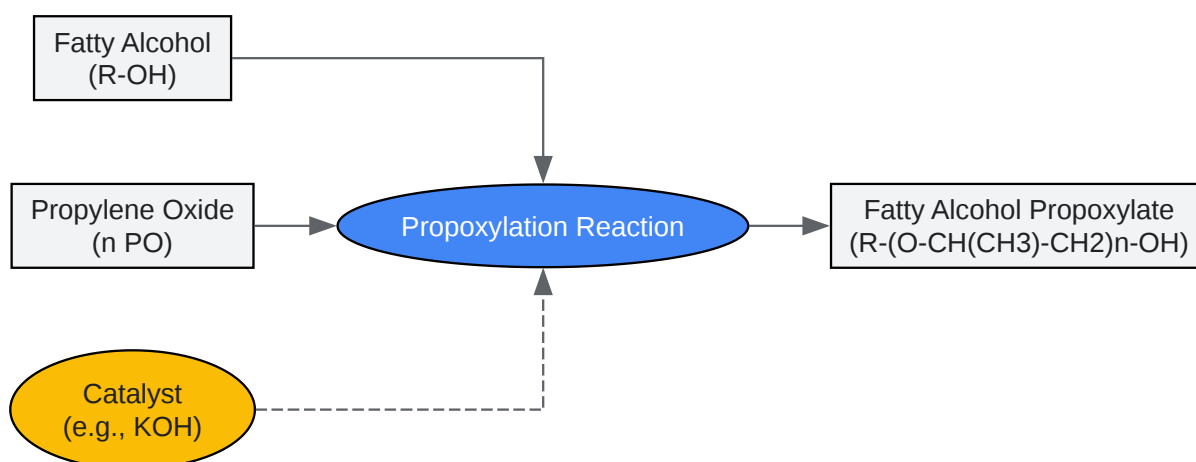 Fatty Alcohol
(R-OH)
Propylene Oxide
(n PO)
Propoxylation Reaction
Fatty Alcohol Propoxylate
(R-(O-CH(CH3)-CH2)n-OH)
Catalyst
(e.g., KOH)